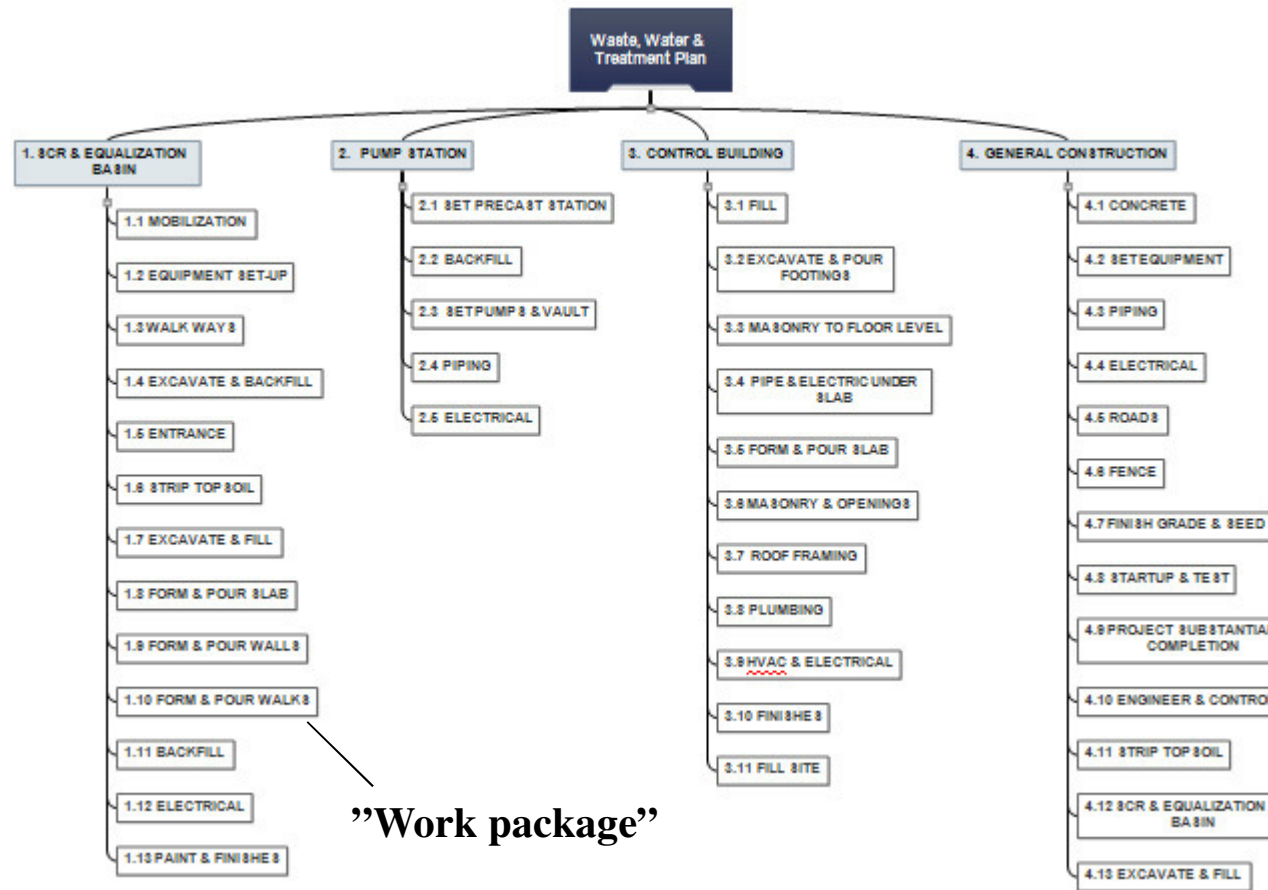 Waste, Water &
Treatment Plan
1. SCR & EQUALIZATION
BASIN
2. PUMP STATION
3. CONTROL BUILDING
4. GENERAL CONSTRUCTION
1.1 MOBILIZATION
1.2 EQUIPMENT SET-UP
1.3 WALK WAYS
1.4 EXCAVATE & BACKFILL
1.5 ENTRANCE
1.6 STRIP TOP SOIL
1.7 EXCAVATE & FILL
1.8 FORM & POUR SLAB
1.9 FORM & POUR WALLS
1.10 FORM & POUR WALKS
1.11 BACKFILL
1.12 ELECTRICAL
1.13 PAINT & FINISHES
2.1 SET PRECAST STATION
2.2 BACKFILL
2.3 SET PUMPS & VAULT
2.4 PIPING
2.5 ELECTRICAL
3.1 FILL
3.2 EXCAVATE & POUR
FOOTINGS
3.3 MASONRY TO FLOOR LEVEL
3.4 PIPE & ELECTRIC UNDER
SLAB
3.5 FORM & POUR SLAB
3.6 MASONRY & OPENINGS
3.7 ROOF FRAMING
3.8 PLUMBING
3.9 HVAC & ELECTRICAL
3.10 FINISHES
3.11 FILL SITE
4.1 CONCRETE
4.2 SET EQUIPMENT
4.3 PIPING
4.4 ELECTRICAL
4.5 ROADS
4.6 FENCE
4.7 FINISH GRADE & SEED
4.8 STARTUP & TEST
4.9 PROJECT SUBSTANTIA
COMPLETION
4.10 ENGINEER & CONTRO
4.11 STRIP TOP SOIL
4.12 SCR & EQUALIZATION
BASIN
4.13 EXCAVATE & FILL
”Work package”